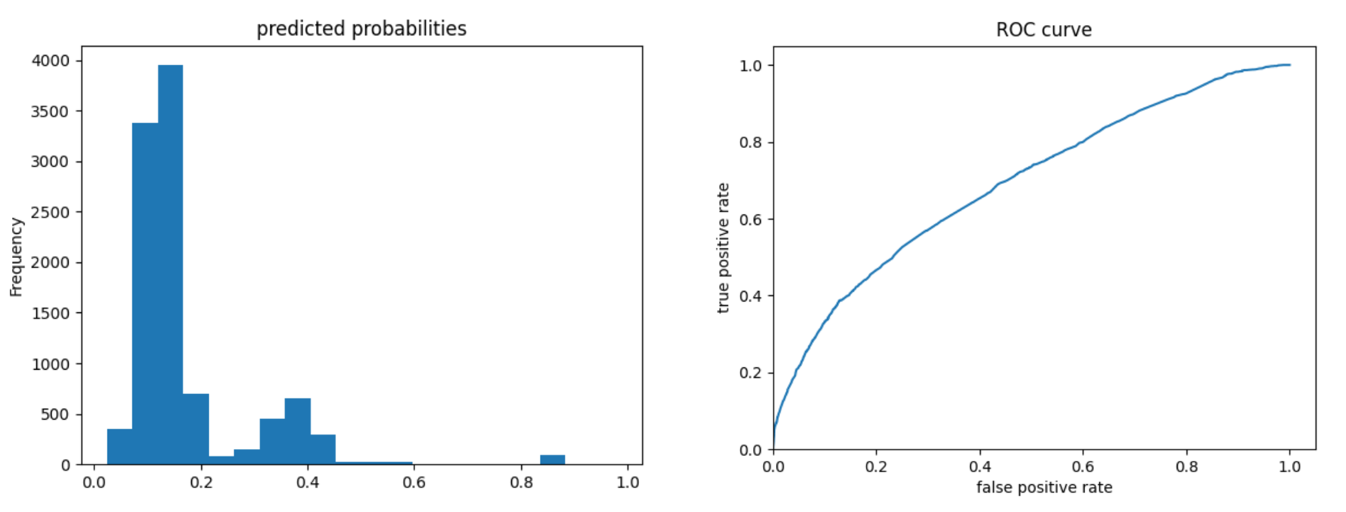 predicted probabilities
Frequency
4000
3500
3000
2500
2000
1500
1000
500
0
0.0 0.2 0.4 0.6 0.8 1.0
ROC curve
true positive rate
1.0
0.8
0.6
0.4
0.2
0.0
0.0 0.2 0.4 0.6 0.8 1.0
false positive rate